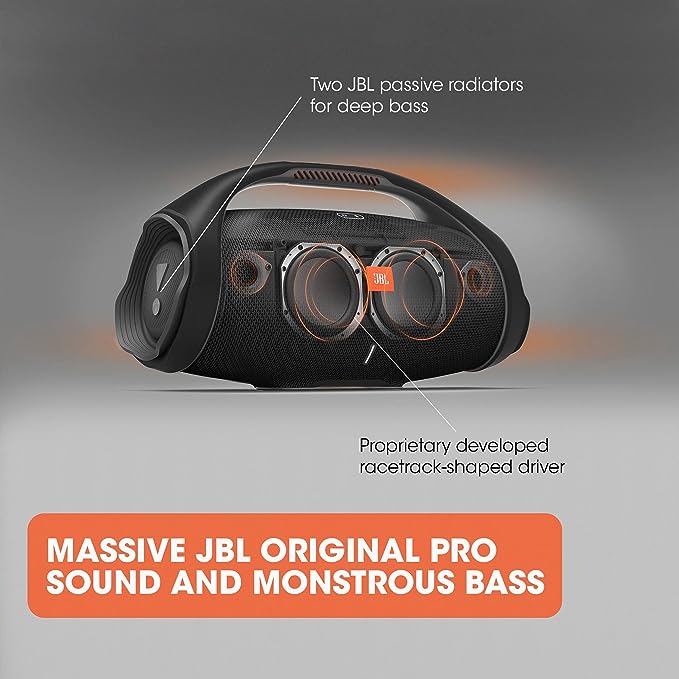 Two JBL passive radiators
for deep bass
JBL
Proprietary developed
racetrack-shaped driver
MASSIVE JBL ORIGINAL PRO
SOUND AND MONSTROUS BASS